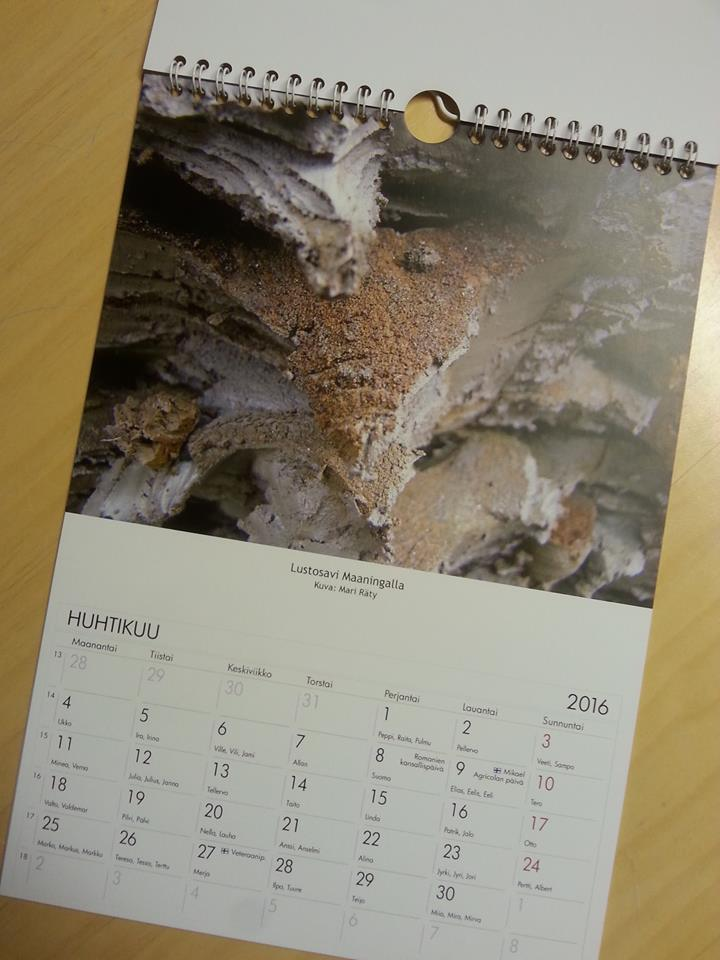 Lustosavi Maaningalla
Kuva: Mari Räty
HUHTIKUU
2016
Maanantai Tiistai Keskiviikko Torstai Perjantai Lauantai Sunnuntai
13 28 29 30 31 1 2 3
Peppi, Raita, Pulmu Pellervo Veeti, Sampo
14 4 5 6 7 8 Romanien kansallispäivä 9 Mikael Agricolan päivä 10
Ukko Ira, Irina Ville, Vili, Jami Allan Suoma Elias, Eelis, Eeli Tero
15 11 12 13 14 15 16 17
Minea, Verna Julia, Julius, Janna Tellervo Taito Linda Patrik, Jalo Otto
16 18 19 20 21 22 23 24
Valto, Valdemar Pilvi, Pälvi Nella, Lauha Anssi, Anselmi Alina Jyrki, Jyri, Jori Pertti, Albert
17 25 26 27 Veteraanip. 28 29 30 1
Marko, Markus, Markku Teresa, Tessa, Terttu Merja Ilpa, Tuure Teijo Miia, Mira, Mirva
18 2 3 4 5 6 7 8